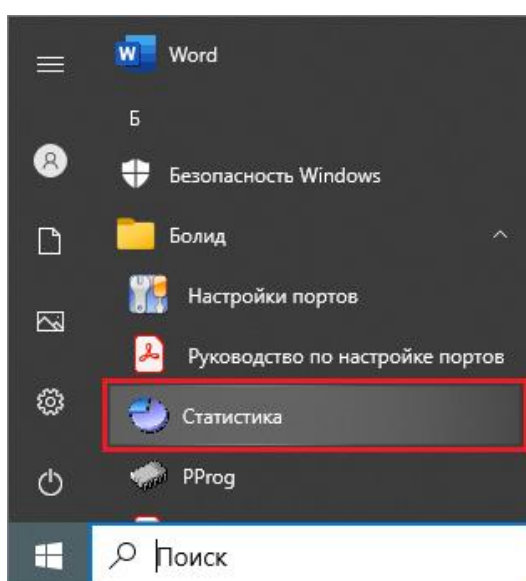 Word
Б
Безопасность Windows
Болид
Настройки портов
Руководство по настройке портов
Статистика
PProg
Поиск